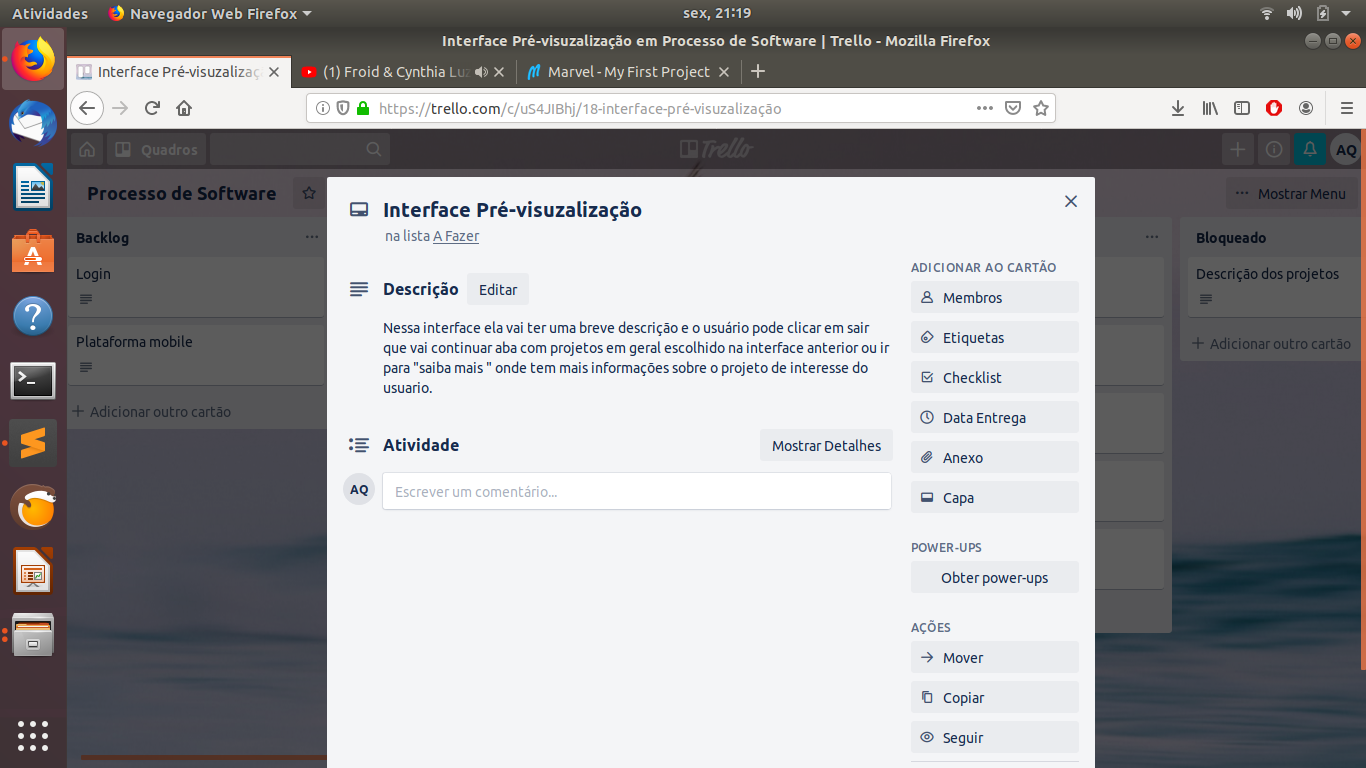 Atividades Navegador Web Firefox sex, 21:19
Interface Pré-visuzalização em Processo de Software | Trello - Mozilla Firefox
Interface Pré-visuzalizaç (1) Froid & Cynthia Luz Marvel - My First Project
https://trello.com/c/uS4JIBhj/18-interface-pré-visuzalização
Quadros Trello AQ
Processo de Software Mostrar Menu
Backlog
Login
Plataforma mobile
Adicionar outro cartão
Interface Pré-visuzalização
na lista A Fazer
Descrição Editar
Nessa interface ela vai ter uma breve descrição e o usuário pode clicar em sair
que vai continuar aba com projetos em geral escolhido na interface anterior ou ir
para "saiba mais " onde tem mais informações sobre o projeto de interesse do
usuario.
Atividade Mostrar Detalhes
AQ Escrever um comentário...
ADICIONAR AO CARTÃO
Membros
Etiquetas
Checklist
Data Entrega
Anexo
Capa
POWER-UPS
Obter power-ups
AÇÕES
Mover
Copiar
Seguir
Bloqueado
Descrição dos projetos
Adicionar outro cartão